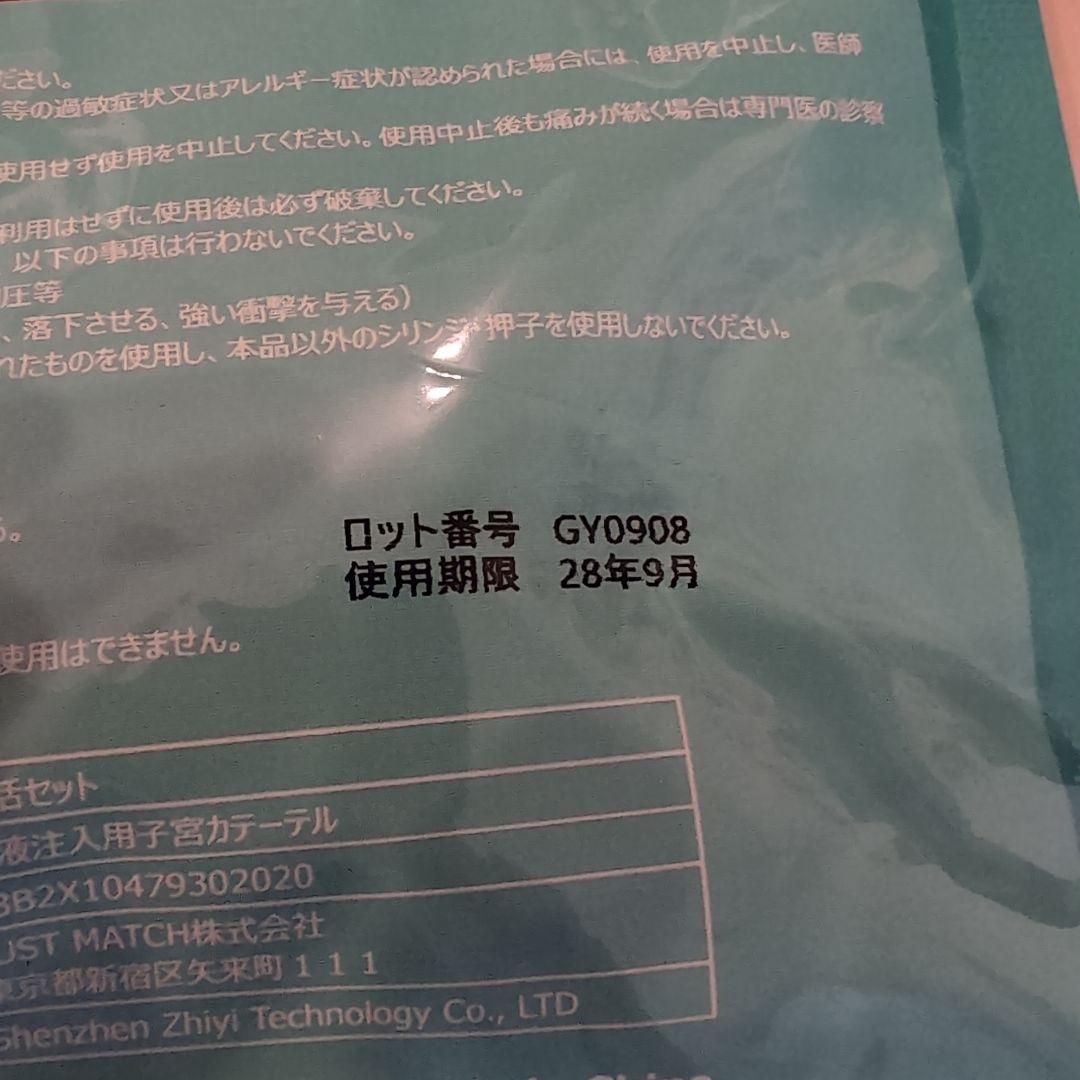 ださい。
等の過敏症状又はアレルギー症状が認められた場合には、使用を中止し、医師
使用せず使用を中止してください。使用中止後も痛みが続く場合は専門医の診察
利用はせずに使用後は必ず破棄してください。
、以下の事項は行わないでください。
圧等
、落下させる、強い衝撃を与える)
れたものを使用し、本品以外のシリンジ 押子を使用しないでください。
る。
ロット番号 GY0908
使用期限 28年9月
使用はできません。
活セット
液注入用子宮カテーテル
3B2X10479302020
UST MATCH株式会社
東京都新宿区矢来町111
Shenzhen Zhiyi Technology Co., LTD